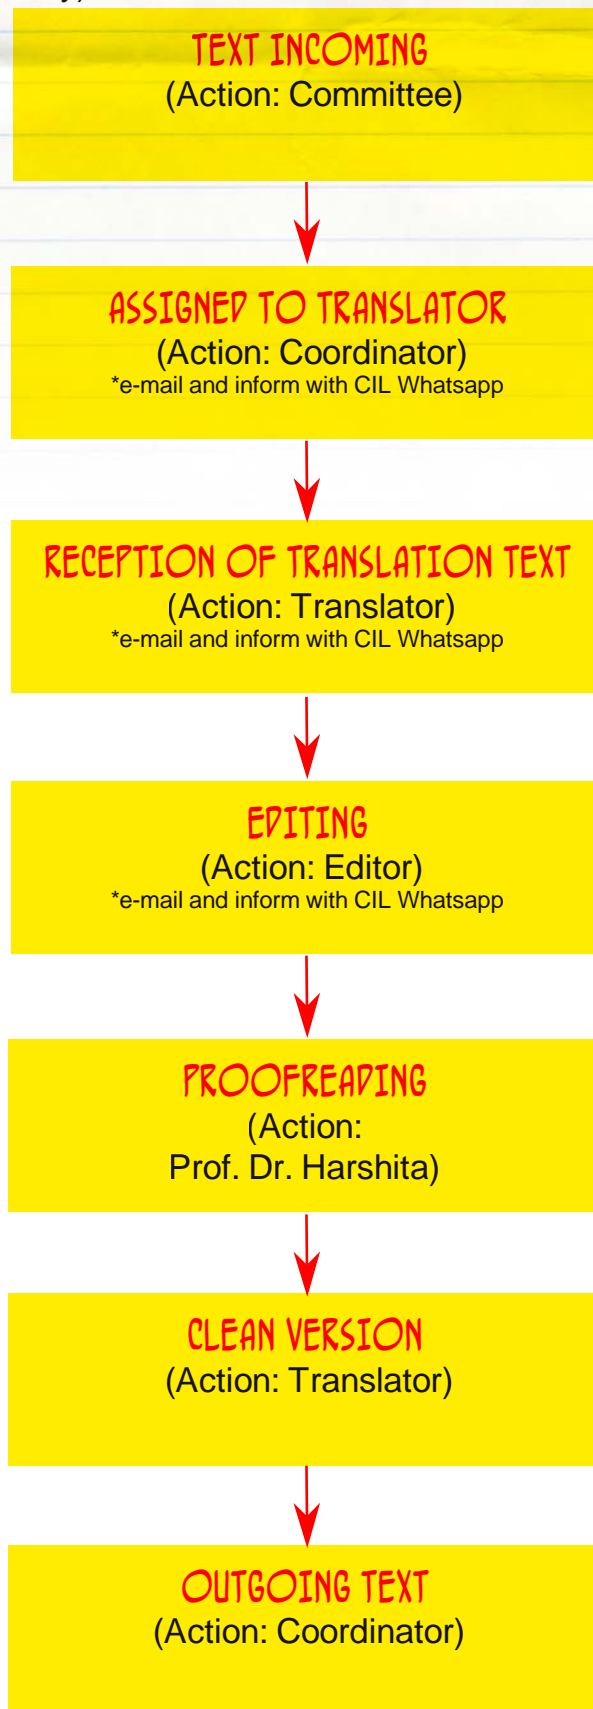 TEXT INCOMING
(Action: Committee)
ASSIGNED TO TRANSLATOR
(Action: Coordinator)
*e-mail and inform with CIL Whatsapp
RECEPTION OF TRANSLATION TEXT
(Action: Translator)
*e-mail and inform with CIL Whatsapp
EDITING
(Action: Editor)
*e-mail and inform with CIL Whatsapp
PROOFREADING
(Action:
Prof. Dr. Harshita)
CLEAN VERSION
(Action: Translator)
OUTGOING TEXT
(Action: Coordinator)